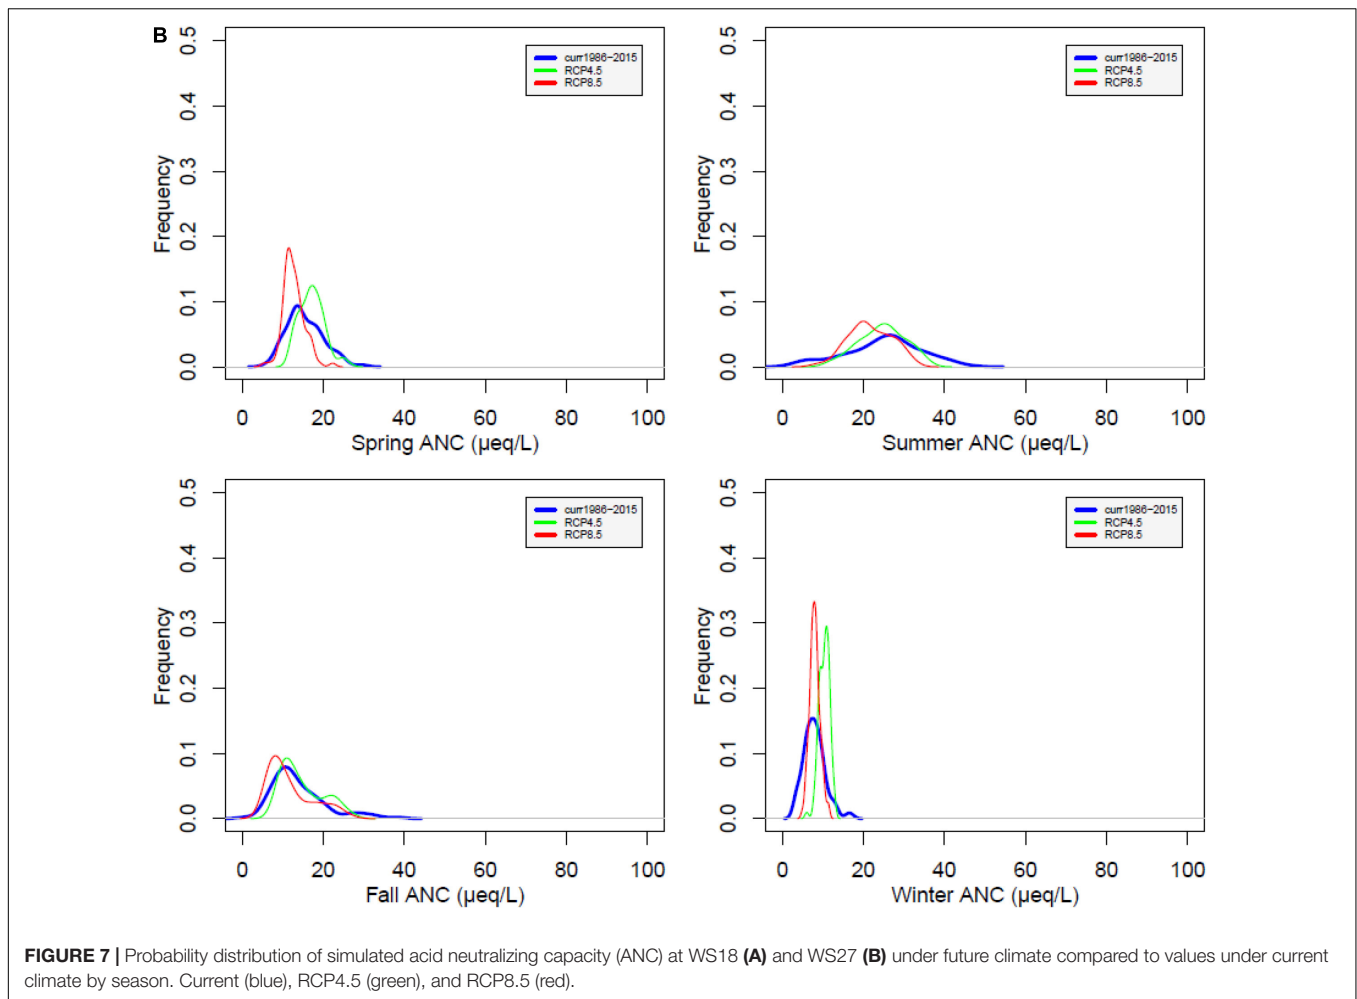 B
0.5
0.4
0.3
0.2
0.1
0.0
Frequency
curr1986–2015
RCP4.5
RCP8.5
0 20 40 60 80 100
Spring ANC (µeq/L)
0.5
0.4
0.3
0.2
0.1
0.0
Frequency
curr1986–2015
RCP4.5
RCP8.5
0 20 40 60 80 100
Summer ANC (µeq/L)
0.5
0.4
0.3
0.2
0.1
0.0
Frequency
curr1986–2015
RCP4.5
RCP8.5
0 20 40 60 80 100
Fall ANC (µeq/L)
0.5
0.4
0.3
0.2
0.1
0.0
Frequency
curr1986–2015
RCP4.5
RCP8.5
0 20 40 60 80 100
Winter ANC (µeq/L)
FIGURE 7 | Probability distribution of simulated acid neutralizing capacity (ANC) at WS18 (A) and WS27 (B) under future climate compared to values under current
climate by season. Current (blue), RCP4.5 (green), and RCP8.5 (red).